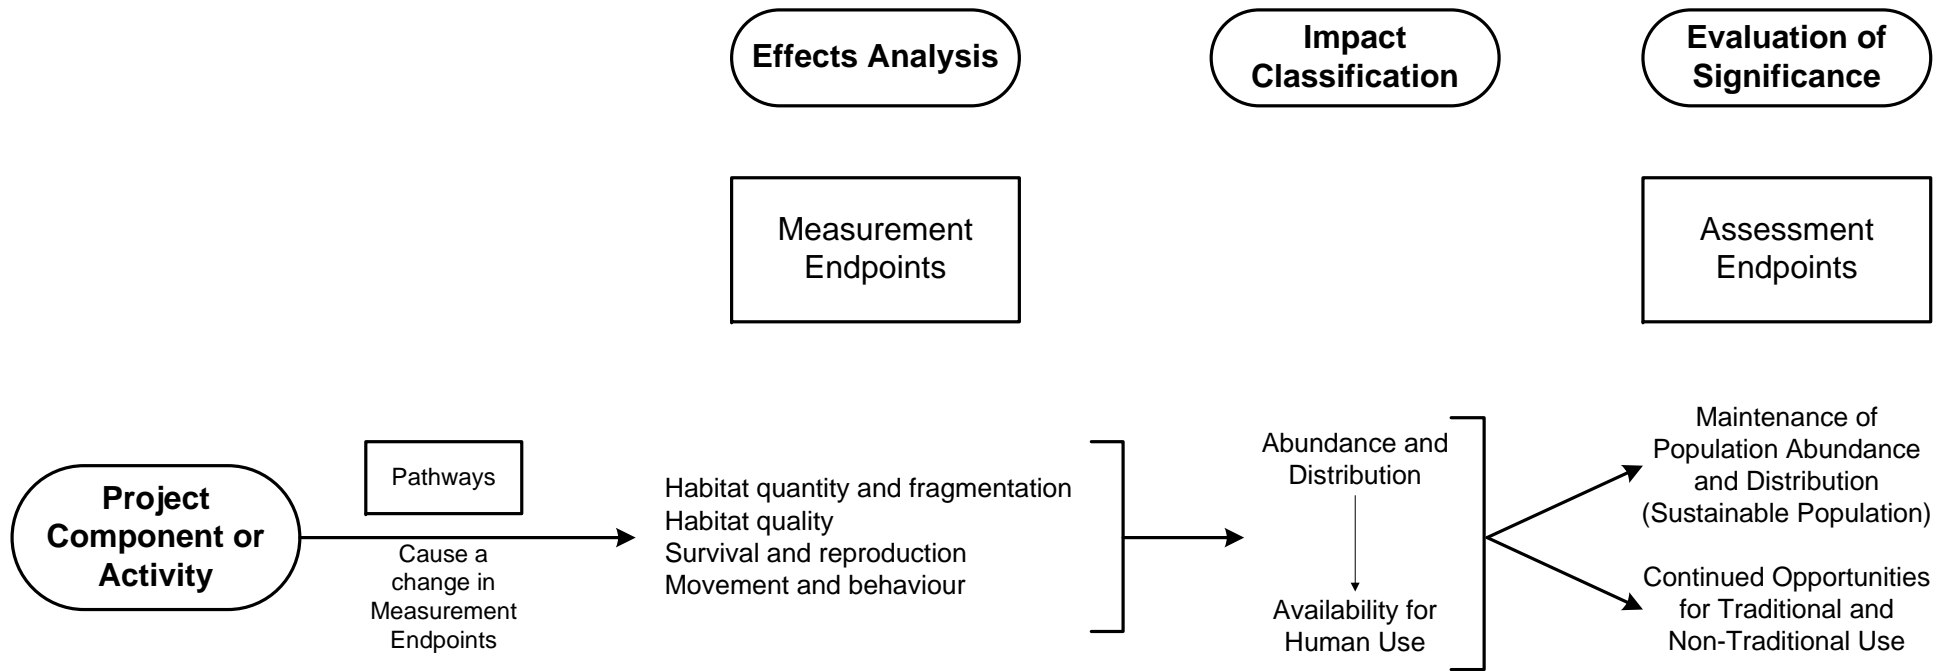 Effects Analysis
Impact
Classification
Evaluation of
Significance
Measurement
Endpoints
Assessment
Endpoints
Project
Component or
Activity
Pathways
Cause a
change in
Measurement
Endpoints
Habitat quantity and fragmentation
Habitat quality
Survival and reproduction
Movement and behaviour
Abundance and
Distribution
Availability for
Human Use
Maintenance of
Population Abundance
and Distribution
(Sustainable Population)
Continued Opportunities
for Traditional and
Non-Traditional Use